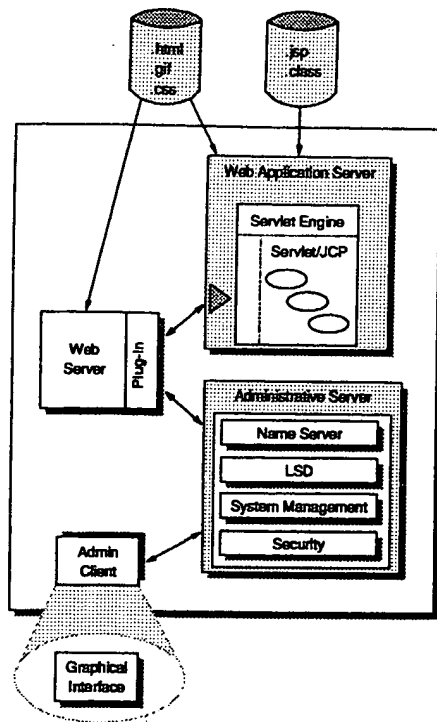 .html
.gif
.css
.jsp
.class
Web Application Server
Servlet Engine
Servlet/JCP
Web
Server
Plug-In
Administrative Server
Name Server
LSD
System Management
Security
Admin
Client
Graphical
Interface